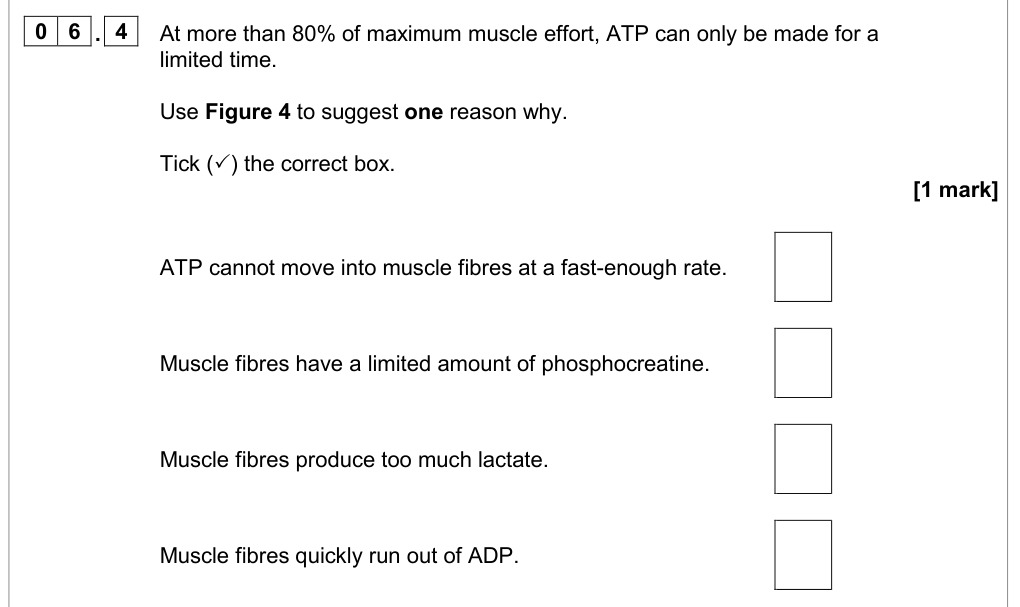 06.4 At more than 80% of maximum muscle effort, ATP can only be made for a
limited time.
Use Figure 4 to suggest one reason why.
Tick (✓) the correct box.
[1 mark]
ATP cannot move into muscle fibres at a fast-enough rate.
Muscle fibres have a limited amount of phosphocreatine.
Muscle fibres produce too much lactate.
Muscle fibres quickly run out of ADP.